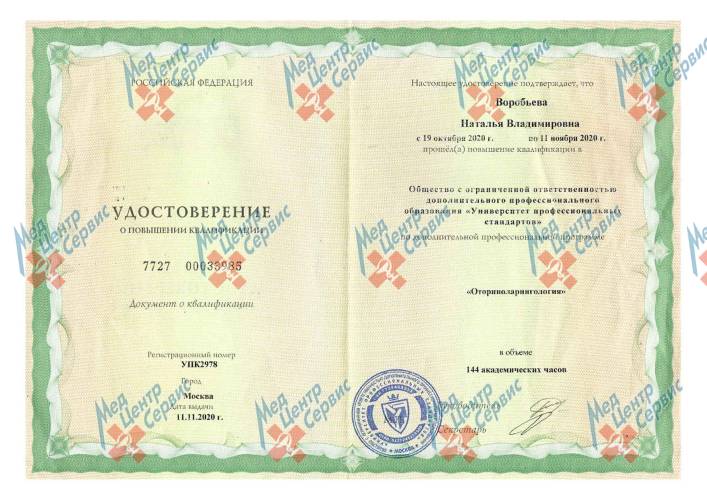 РОССИЙСКАЯ ФЕДЕРАЦИЯ
УДОСТОВЕРЕНИЕ
О ПОВЫШЕНИИ КВАЛИФИКАЦИИ
7727 00033985
Документ о квалификации
Регистрационный номер
УПК2978
Город
Москва
Дата выдачи
11.11.2020 г.
Настоящее удостоверение подтверждает, что
Воробьева
Наталья Владимировна
с 19 октября 2020 г. по 11 ноября 2020 г.
прошёл(а) повышение квалификации в
Общество с ограниченной ответственностью
дополнительного профессионального
образования «Университет профессиональных
стандартов»
по дополнительной профессиональной программе
«Оториноларингология»
в объеме
144 академических часов
Руководитель
Секретарь
МОСКВА
Мед Центр Сервис